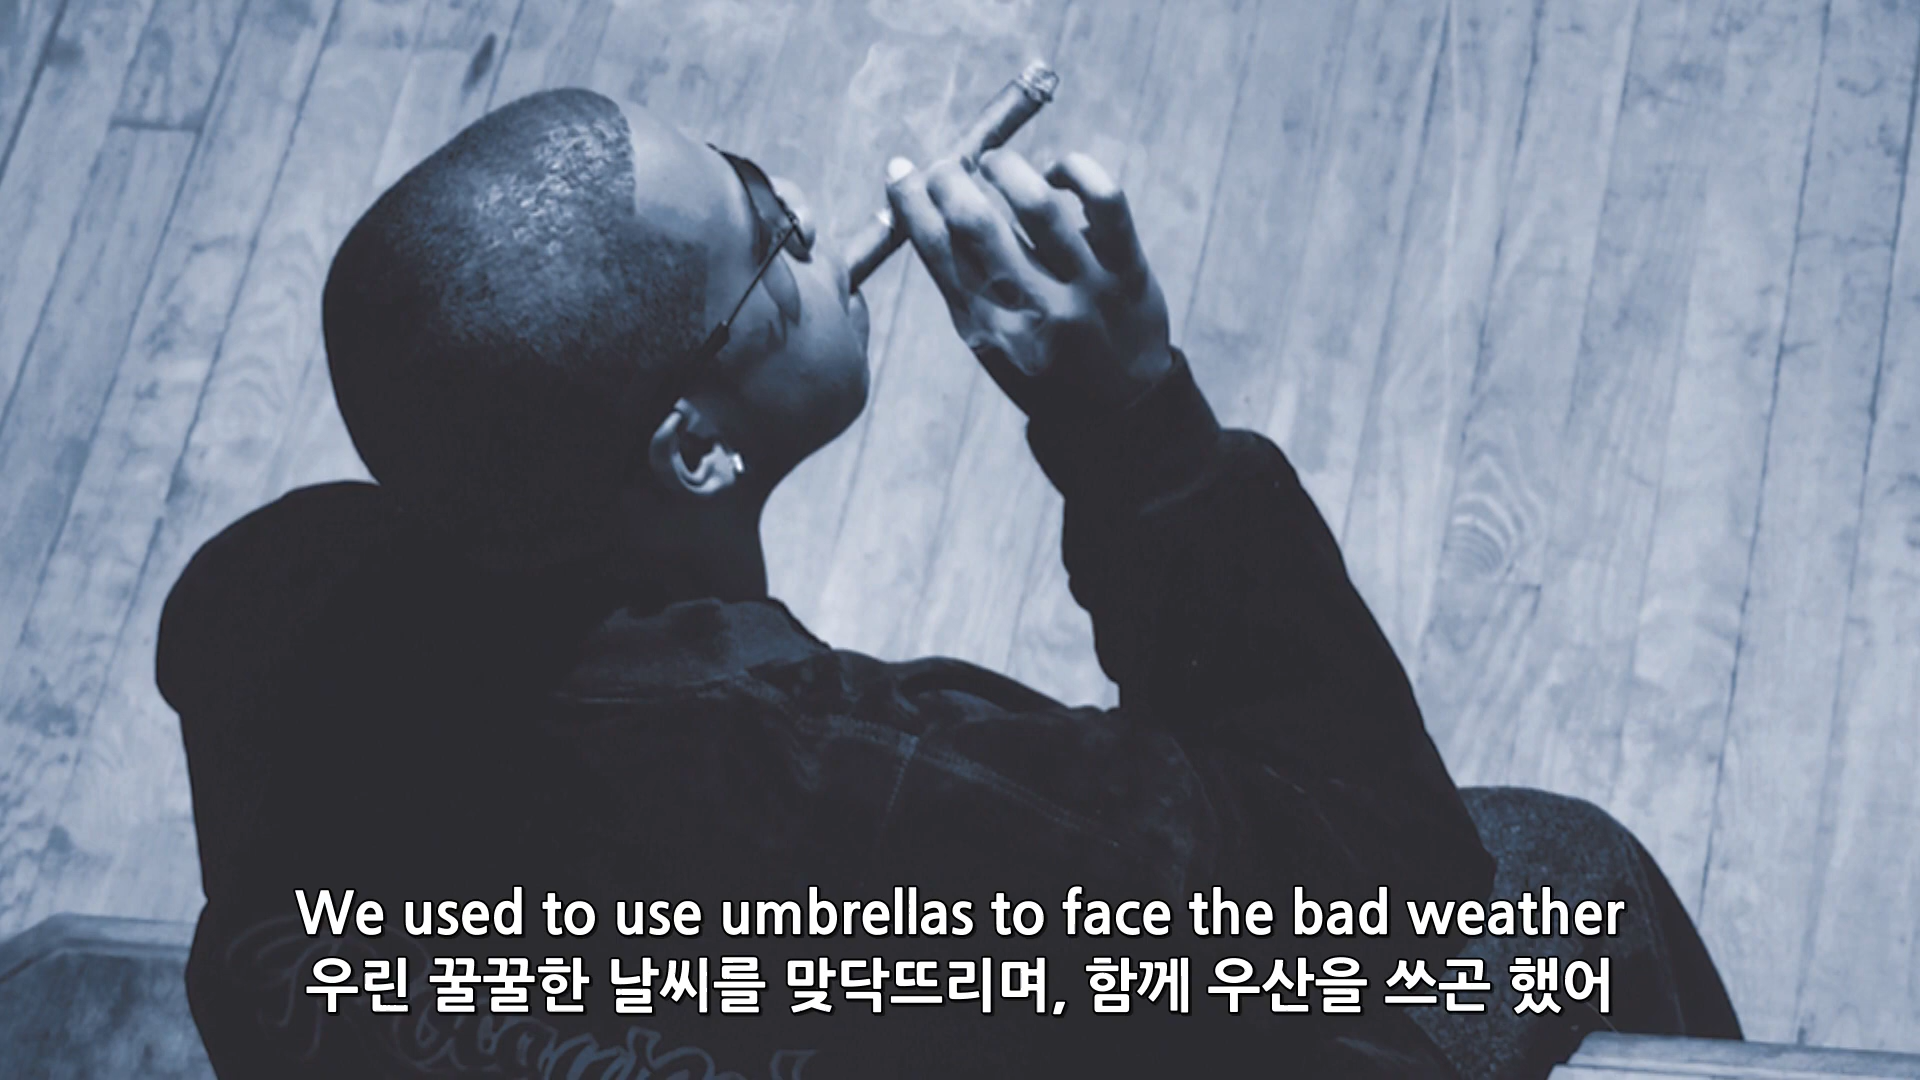 We used to use umbrellas to face the bad weather
우린 꿀꿀한 날씨를 맞닥뜨리며, 함께 우산을 쓰곤 했어